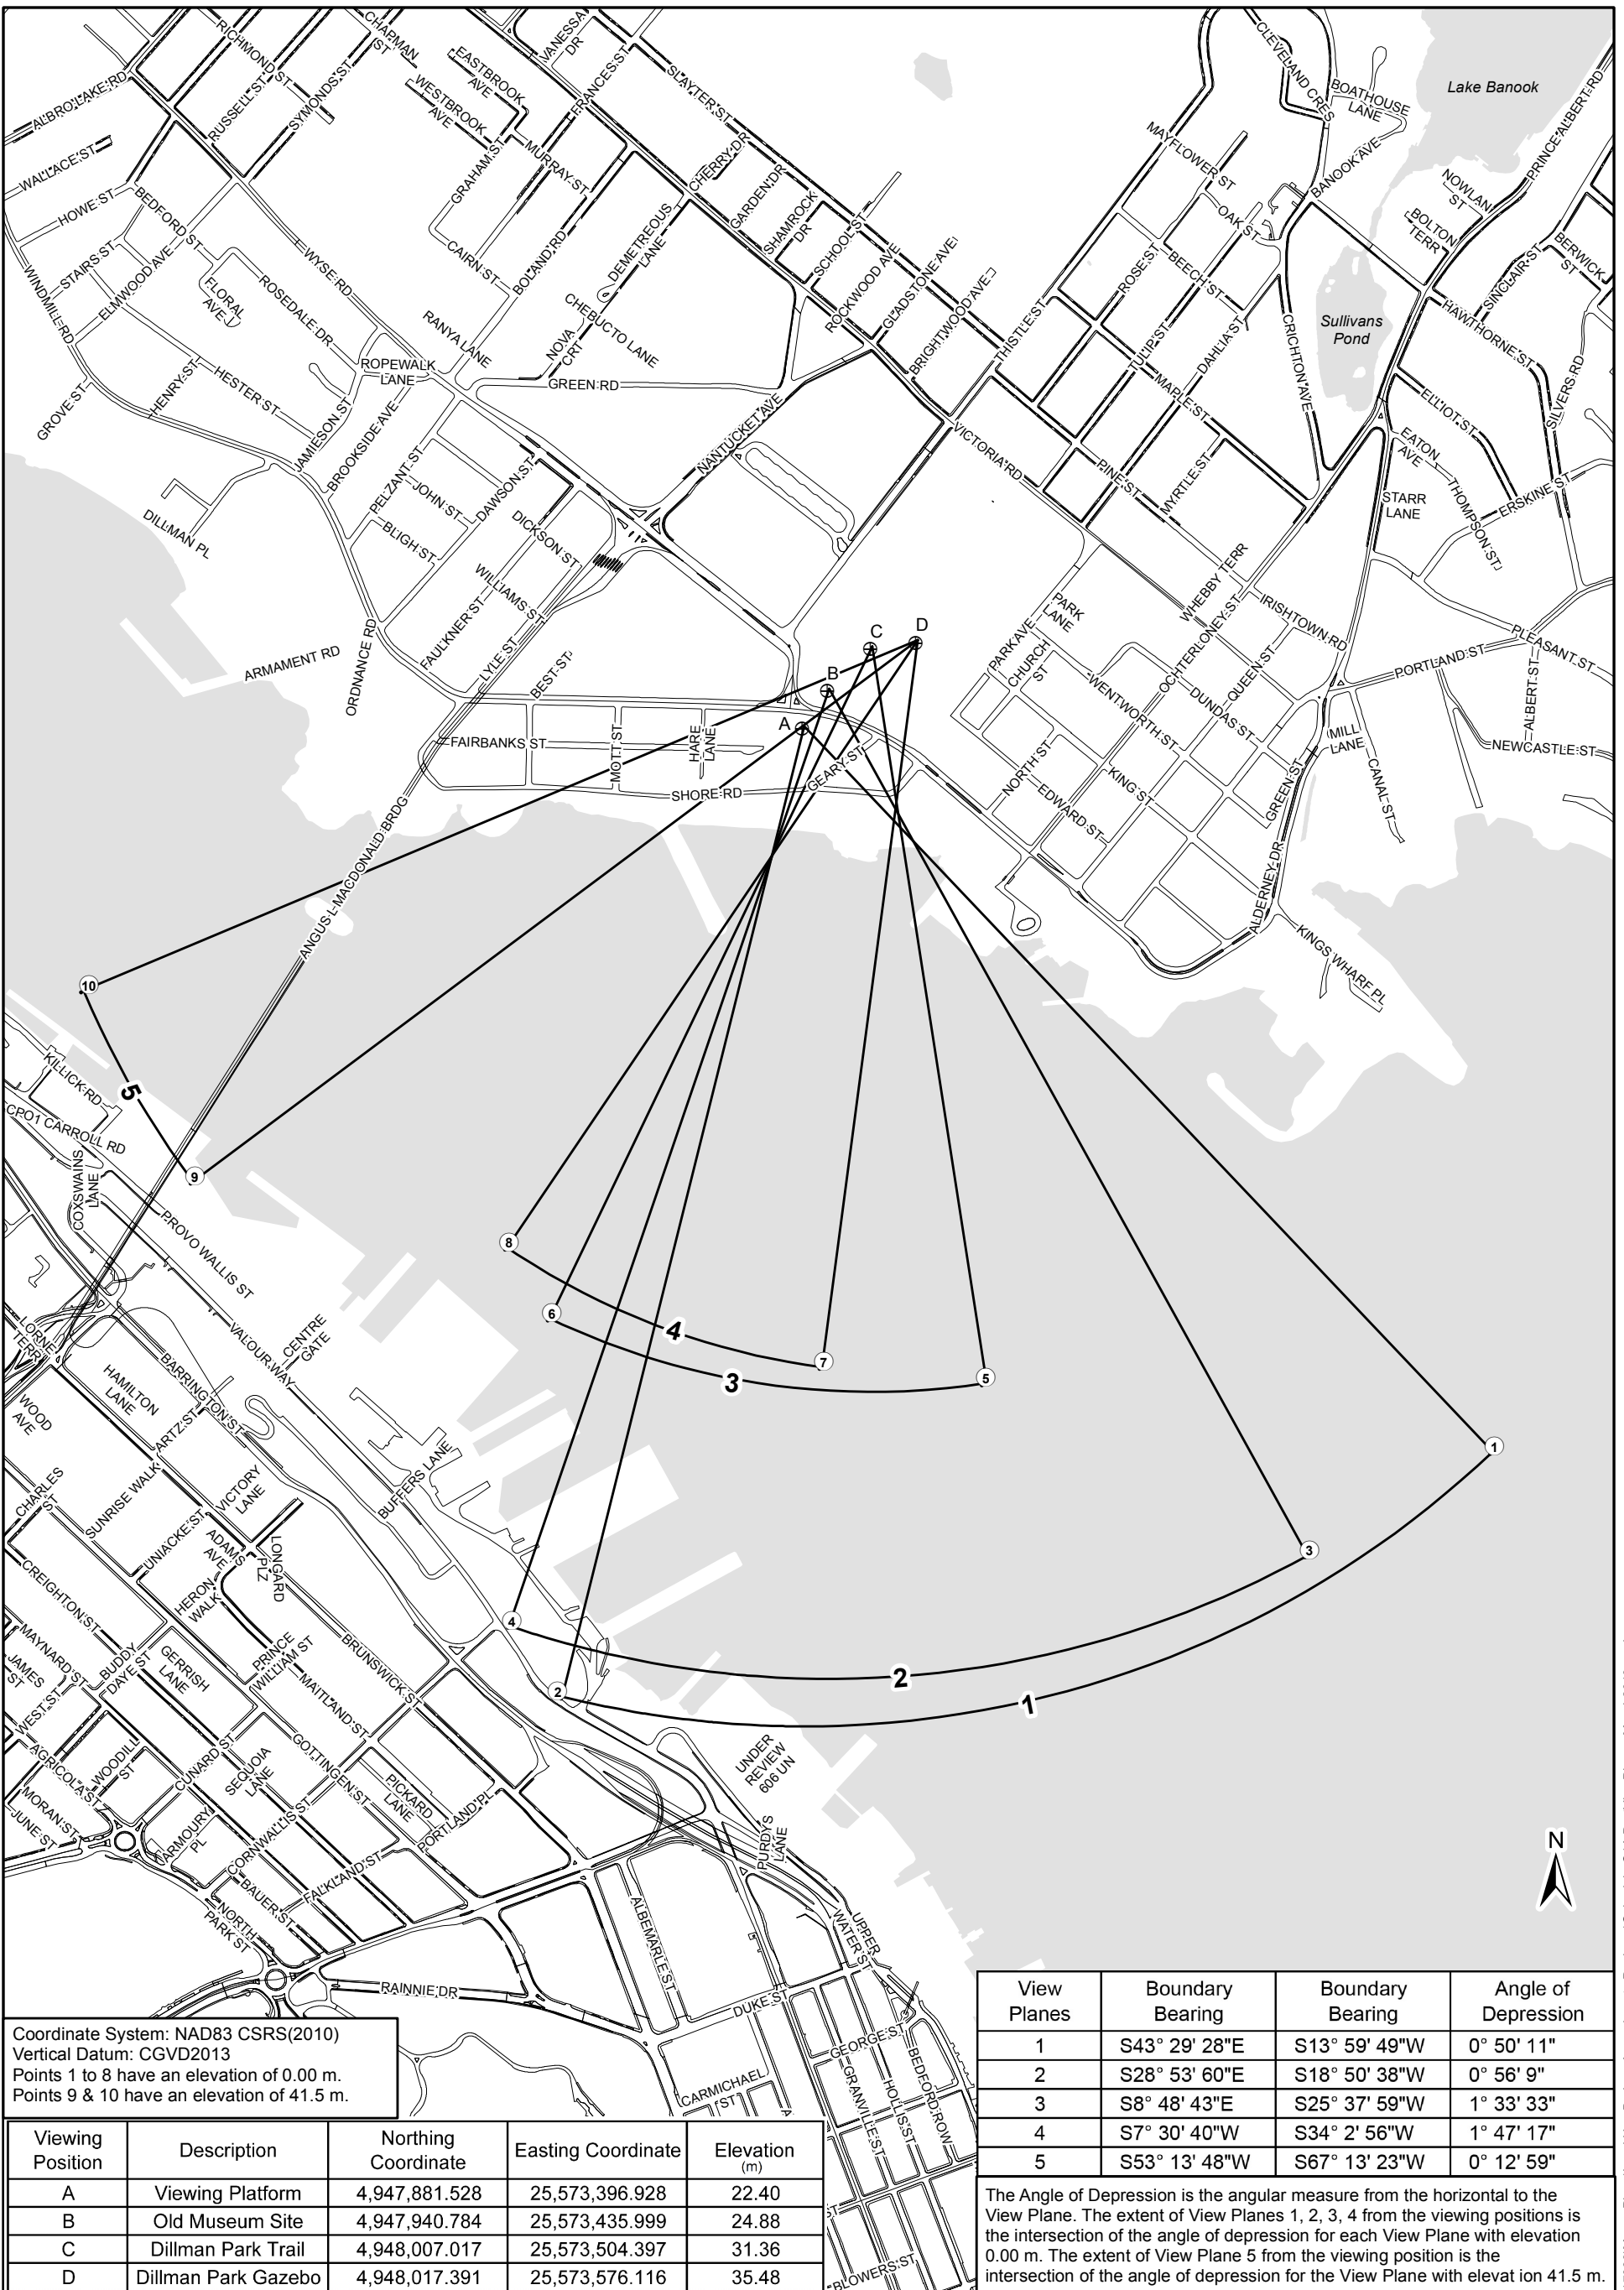 CHAPMAN
ST
RICHMOND ST
VANESSA
DR
EASTBROOK
AVE
WESTBROOK
AVE
FRANCES ST
SLAYTER ST
CLEVELAND CRES
BOATHOUSE
LANE
Lake Banook
PRINCE ALBERT RD
ALBRO LAKE RD
RUSSELL ST
SYMONDS ST
WALLACE ST
HOWE ST
BEDFORD ST
GRAHAM ST
MURRAY ST
CHERRY DR
GARDEN DR
SHAMROCK
DR
SCHOOL ST
MAYFLOWER ST
OAK ST
BANOOK AVE
NOWLAN
ST
BOLTON
TERR
SINCLAIR ST
BERWICK
ST
WINDMILL RD
STAIRS ST
ELMWOOD AVE
FLORAL
AVE
ROSEDALE DR
WYSE RD
CAIRN ST
BOLAND RD
DEMETREOUS
LANE
CHEBUCTO LANE
NOVA
CRT
RANYA LANE
ROCKWOOD AVE
GLADSTONE AVE
BRIGHTWOOD AVE
THISTLE ST
ROSE ST
BEECH ST
TULIP ST
DAHLIA ST
CRICHTON AVE
MAPLE ST
Sullivans
Pond
HAWTHORNE ST
SILVERS RD
ELLIOT ST
ROPEWALK
LANE
GREEN RD
GROVE ST
HENRY ST
HESTER ST
JAMIESON ST
BROOKSIDE AVE
PELZANT ST
JOHN ST
DAWSON ST
BLIGH ST
DICKSON ST
NANTUCKET AVE
VICTORIA RD
PINE ST
MYRTLE ST
EATON
AVE
THOMPSON ST
STARR
LANE
ERSKINE ST
DILLMAN PL
WILLIAMS ST
FAULKNER ST
LYLE ST
BEST ST
ARMAMENT RD
ORDNANCE RD
WHEBBY TERR
PARK
LANE
PARK AVE
CHURCH
ST
IRISHTOWN RD
OCHTERLONEY ST
QUEEN ST
DUNDAS ST
WENTWORTH ST
PORTLAND ST
PLEASANT ST
ALBERT ST
NEWCASTLE ST
MILL
LANE
CANAL ST
GREEN ST
KING ST
NORTH ST
EDWARD ST
ALDERNEY DR
KINGS WHARF PL
A
B
C
D
FAIRBANKS ST
MOTT ST
HARE
LANE
SHORE RD
GEARY ST
ANGUS L MACDONALD BRDG
10
5
9
8
6
4
7
3
5
1
3
4
2
2
1
KILLICK RD
CPO1 CARROLL RD
COXSWAINS
LANE
PROVO WALLIS ST
LORNE
TERR
VALOUR WAY
CENTRE
GATE
HAMILTON
LANE
BARRINGTON ST
WOOD
AVE
ARTZ ST
CHARLES
ST
SUNRISE WALK
VICTORY
LANE
BUFFERS LANE
UNIACKE ST
ADAMS
AVE
LONGARD
PLZ
HERON
WALK
CREIGHTON ST
MAYNARD ST
JAMES
ST
WEST ST
BUDDY
DAYE ST
GERRISH
LANE
PRINCE
WILLIAM ST
BRUNSWICK ST
MAITLAND ST
AGRICOLA ST
WOODILL
ST
CUNARD ST
SEQUOIA
LANE
GOTTINGEN ST
PICKARD
LANE
PORTLAND PL
MORAN ST
JUNE ST
ARMOURY
PL
CORNWALLIS ST
BAUER ST
FALKLAND ST
NORTH
PARK ST
UNDER
REVIEW
606 UN
PURDYS
LANE
ALBEMARLE ST
UPPER
WATER ST
RAINNIE DR
DUKE ST
GEORGE ST
BEDFORD ROW
HOLLIS ST
GRANVILLE ST
CARMICHAEL
ST
BLOWERS ST
N
Coordinate System: NAD83 CSRS(2010)
Vertical Datum: CGVD2013
Points 1 to 8 have an elevation of 0.00 m.
Points 9 & 10 have an elevation of 41.5 m.
Viewing Position | Description | Northing Coordinate | Easting Coordinate | Elevation (m)
A | Viewing Platform | 4,947,881.528 | 25,573,396.928 | 22.40
B | Old Museum Site | 4,947,940.784 | 25,573,435.999 | 24.88
C | Dillman Park Trail | 4,948,007.017 | 25,573,504.397 | 31.36
D | Dillman Park Gazebo | 4,948,017.391 | 25,573,576.116 | 35.48
View Planes | Boundary Bearing | Boundary Bearing | Angle of Depression
1 | S43° 29' 28"E | S13° 59' 49"W | 0° 50' 11"
2 | S28° 53' 60"E | S18° 50' 38"W | 0° 56' 9"
3 | S8° 48' 43"E | S25° 37' 59"W | 1° 33' 33"
4 | S7° 30' 40"W | S34° 2' 56"W | 1° 47' 17"
5 | S53° 13' 48"W | S67° 13' 23"W | 0° 12' 59"
The Angle of Depression is the angular measure from the horizontal to the
View Plane. The extent of View Planes 1, 2, 3, 4 from the viewing positions is
the intersection of the angle of depression for each View Plane with elevation
0.00 m. The extent of View Plane 5 from the viewing position is the
intersection of the angle of depression for the View Plane with elevat ion 41.5 m.